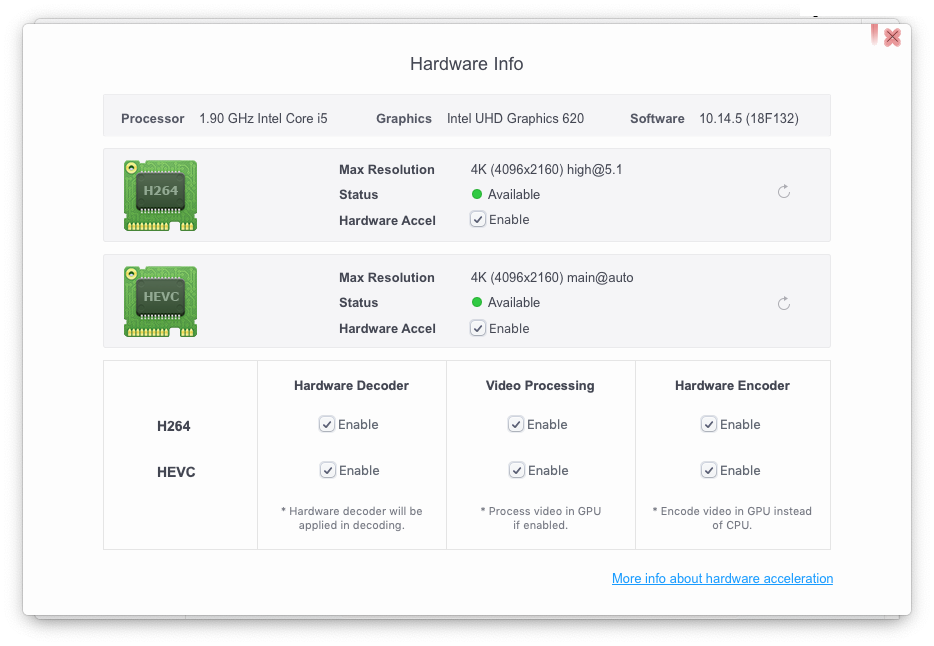 Hardware Info
Processor 1.90 GHz Intel Core i5 Graphics Intel UHD Graphics 620 Software 10.14.5 (18F132)
H264
Max Resolution 4K (4096x2160) high@5.1
Status Available
Hardware Accel Enable
HEVC
Max Resolution 4K (4096x2160) main@auto
Status Available
Hardware Accel Enable
Hardware Decoder Video Processing Hardware Encoder
H264 Enable Enable Enable
HEVC Enable Enable Enable
* Hardware decoder will be * Process video in GPU * Encode video in GPU instead
applied in decoding. if enabled. of CPU.
More info about hardware acceleration